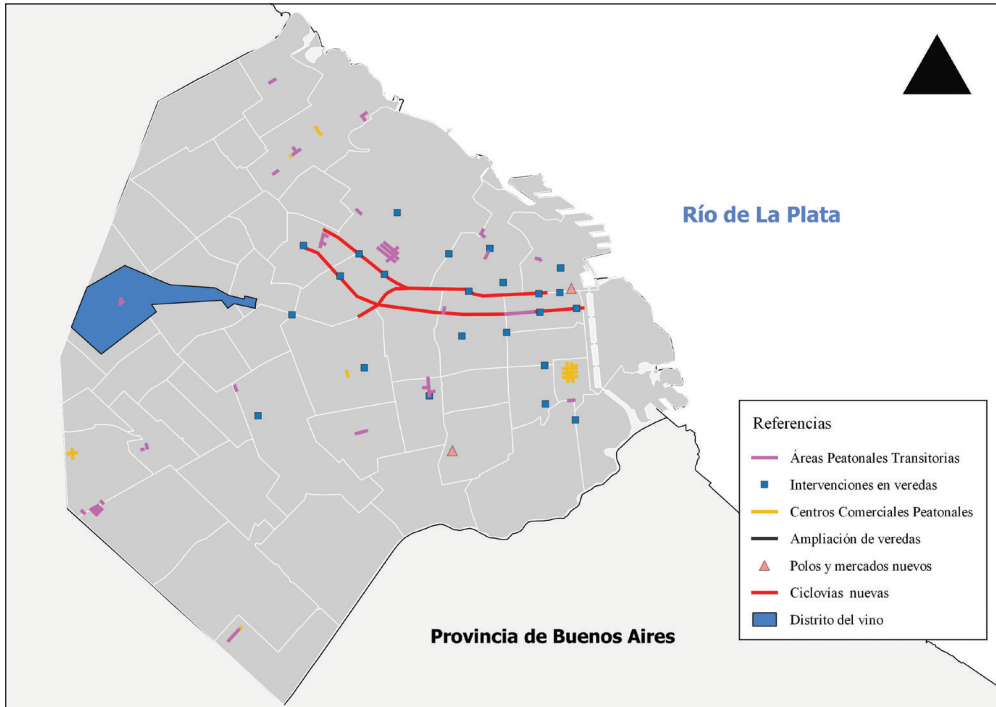 Río de La Plata
Referencias
Áreas Peatonales Transitorias
Intervenciones en veredas
Centros Comerciales Peatonales
Ampliación de veredas
Polos y mercados nuevos
Ciclovías nuevas
Distrito del vino
Provincia de Buenos Aires